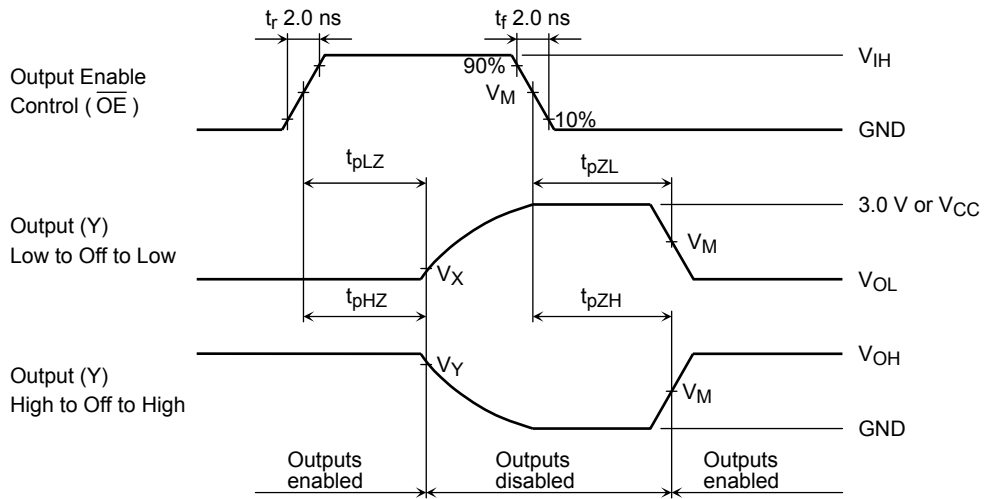 tr 2.0 ns
tf 2.0 ns
Output Enable
Control ( OE )
90%
VM
10%
VIH
GND
tpLZ
tpZL
Output (Y)
Low to Off to Low
VX
VM
3.0 V or VCC
VOL
tpHZ
tpZH
Output (Y)
High to Off to High
VY
VM
VOH
GND
Outputs
enabled
Outputs
disabled
Outputs
enabled